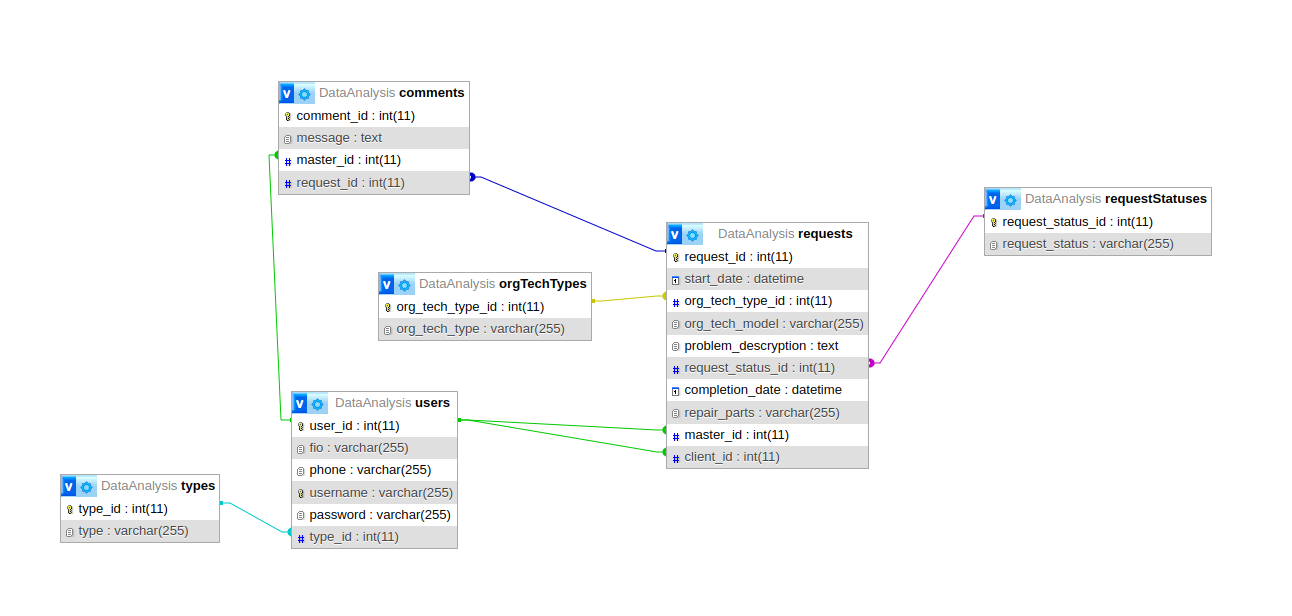 v DataAnalysis comments
comment_id : int(11)
message : text
# master_id : int(11)
# request_id : int(11)
v DataAnalysis requestStatuses
request_status_id : int(11)
request_status : varchar(255)
v DataAnalysis requests
request_id : int(11)
start_date : datetime
# org_tech_type_id : int(11)
org_tech_model : varchar(255)
problem_descryption : text
# request_status_id : int(11)
completion_date : datetime
repair_parts : varchar(255)
# master_id : int(11)
# client_id : int(11)
v DataAnalysis orgTechTypes
org_tech_type_id : int(11)
org_tech_type : varchar(255)
v DataAnalysis users
user_id : int(11)
fio : varchar(255)
phone : varchar(255)
username : varchar(255)
password : varchar(255)
# type_id : int(11)
v DataAnalysis types
type_id : int(11)
type : varchar(255)